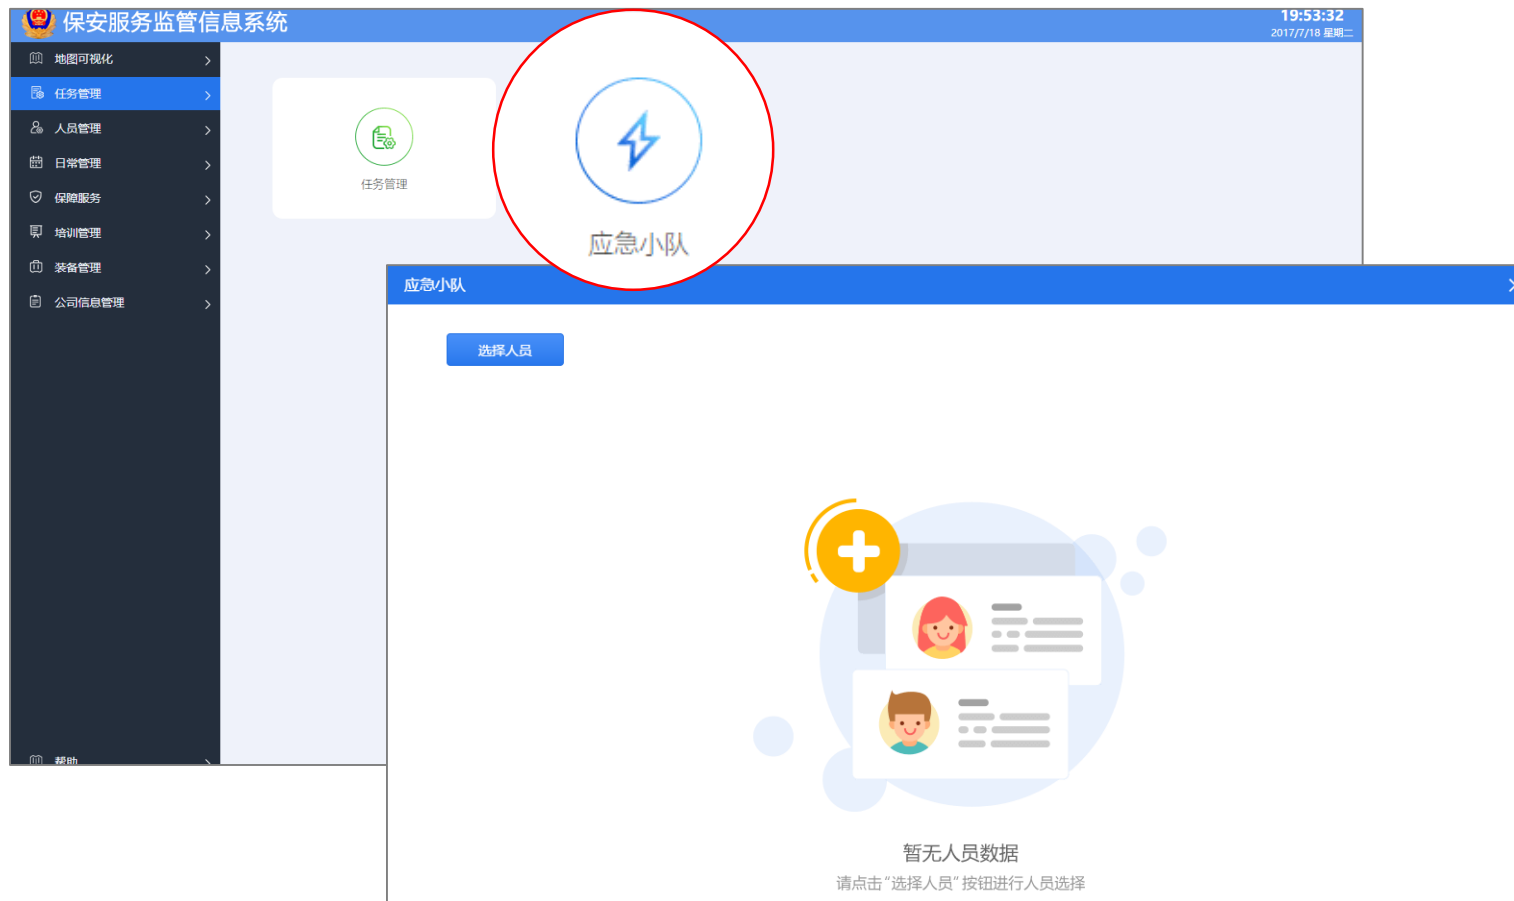 保安服务监管信息系统
19:53:32
2017/7/18 星期二
地图可视化
任务管理
人员管理
日常管理
保障服务
培训管理
装备管理
公司信息管理
帮助
任务管理
应急小队
应急小队
选择人员
暂无人员数据
请点击“选择人员”按钮进行人员选择